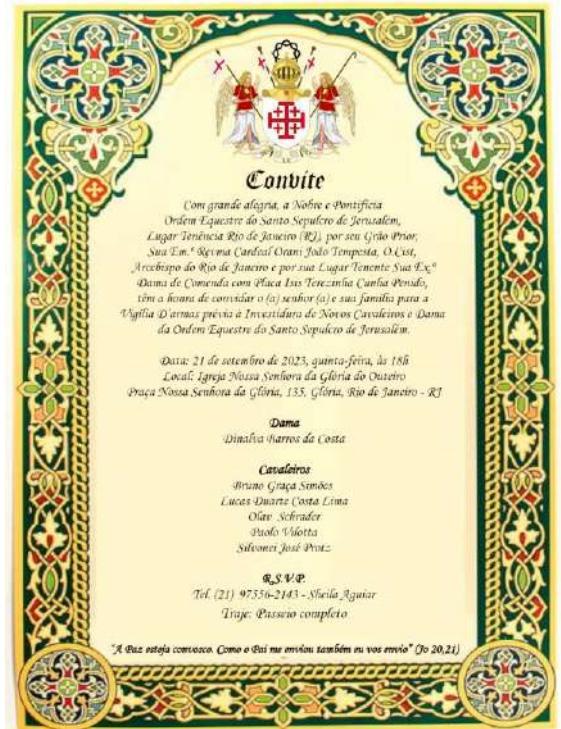 Convite
Com grande alegria, a Nobre e Pontifícia
Ordem Equestre do Santo Sepulcro de Jerusalém,
Lugar Tenência Rio de Janeiro (RJ), por seu Grão Prior,
Sua Em.ª Revma Cardeal Orani João Tempesta, O.Cist,
Arcebispo do Rio de Janeiro e por sua Lugar Tenente Sua Ex.ª
Dama de Comenda com Placa Isis Terezinha Cunha Penido,
têm a honra de convidar o (a) senhor (a) e sua família para a
Vigília D'armas prévia à Investidura de Novos Cavaleiros e Dama
da Ordem Equestre do Santo Sepulcro de Jerusalém.
Data: 21 de setembro de 2023, quinta-feira, às 18h
Local: Igreja Nossa Senhora da Glória do Outeiro
Praça Nossa Senhora da Glória, 135, Glória, Rio de Janeiro - RJ
Dama
Dinalva Barros da Costa
Cavaleiros
Bruno Graça Simões
Lucas Duarte Costa Lima
Olav Schrader
Paolo Vilotta
Silvonei José Protz
R.S.V.P.
Tel. (21) 97556-2143 - Sheila Aguiar
Traje: Passeio completo
"A Paz esteja convosco. Como o Pai me enviou também eu vos envio" (Jo 20,21)